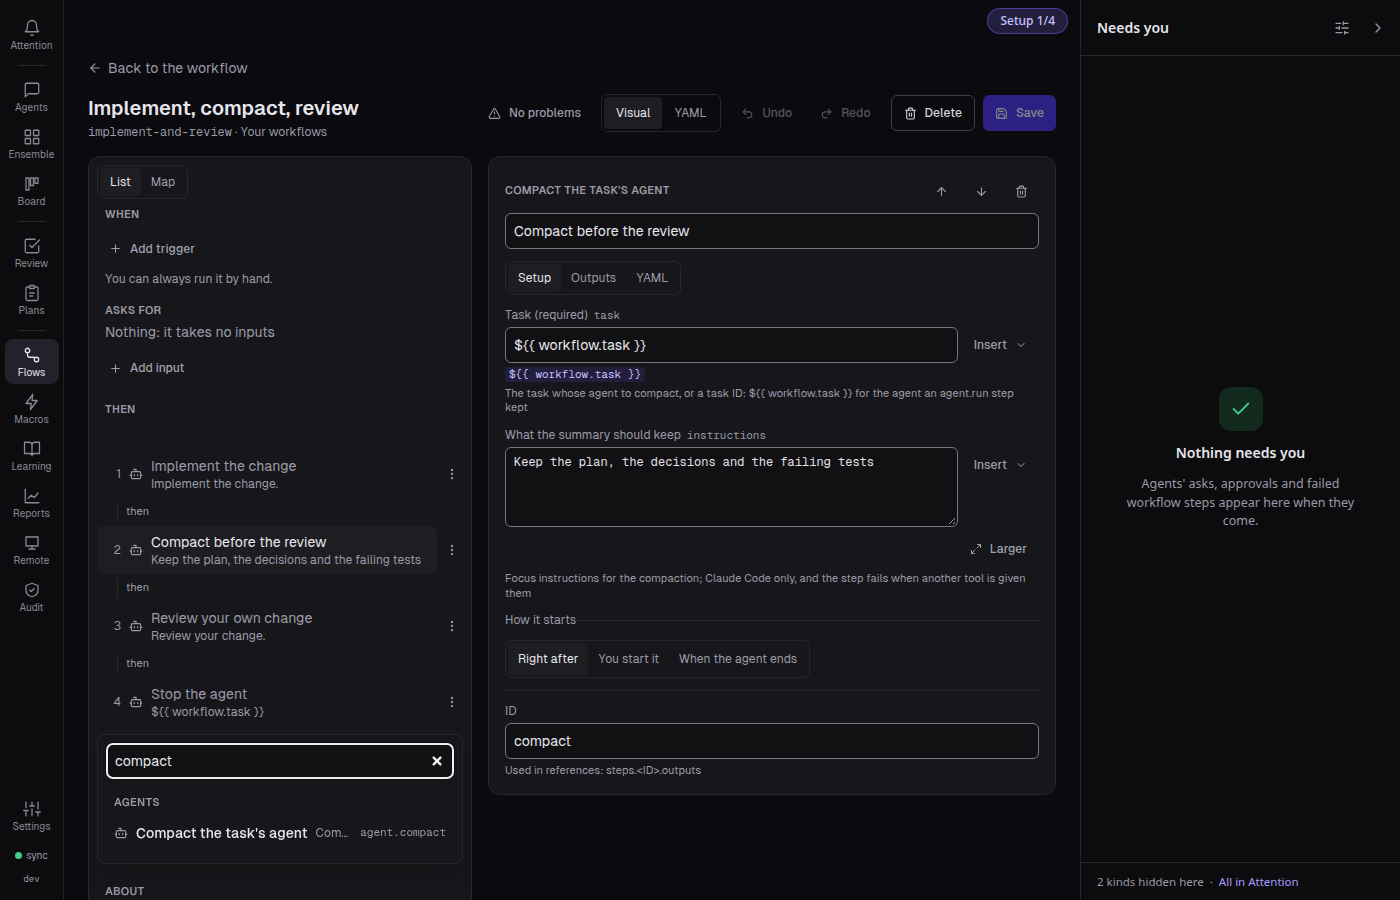 Attention
Agents
Ensemble
Board
Review
Plans
Flows
Macros
Learning
Reports
Remote
Audit
Settings
sync
dev
Setup 1/4
Back to the workflow
Implement, compact, review
implement-and-review · Your workflows
No problems
Visual
YAML
Undo
Redo
Delete
Save
List
Map
WHEN
Add trigger
You can always run it by hand.
ASKS FOR
Nothing: it takes no inputs
Add input
THEN
1 Implement the change
Implement the change.
then
2 Compact before the review
Keep the plan, the decisions and the failing tests
then
3 Review your own change
Review your change.
then
4 Stop the agent
${{ workflow.task }}
compact
AGENTS
Compact the task's agent Com... agent.compact
ABOUT
COMPACT THE TASK'S AGENT
Compact before the review
Setup
Outputs
YAML
Task (required) task
${{ workflow.task }}
Insert
${{ workflow.task }}
The task whose agent to compact, or a task ID: ${{ workflow.task }} for the agent an agent.run step
kept
What the summary should keep instructions
Keep the plan, the decisions and the failing tests
Insert
Larger
Focus instructions for the compaction; Claude Code only, and the step fails when another tool is given
them
How it starts
Right after
You start it
When the agent ends
ID
compact
Used in references: steps.<ID>.outputs
Needs you
Nothing needs you
Agents' asks, approvals and failed
workflow steps appear here when they
come.
2 kinds hidden here · All in Attention